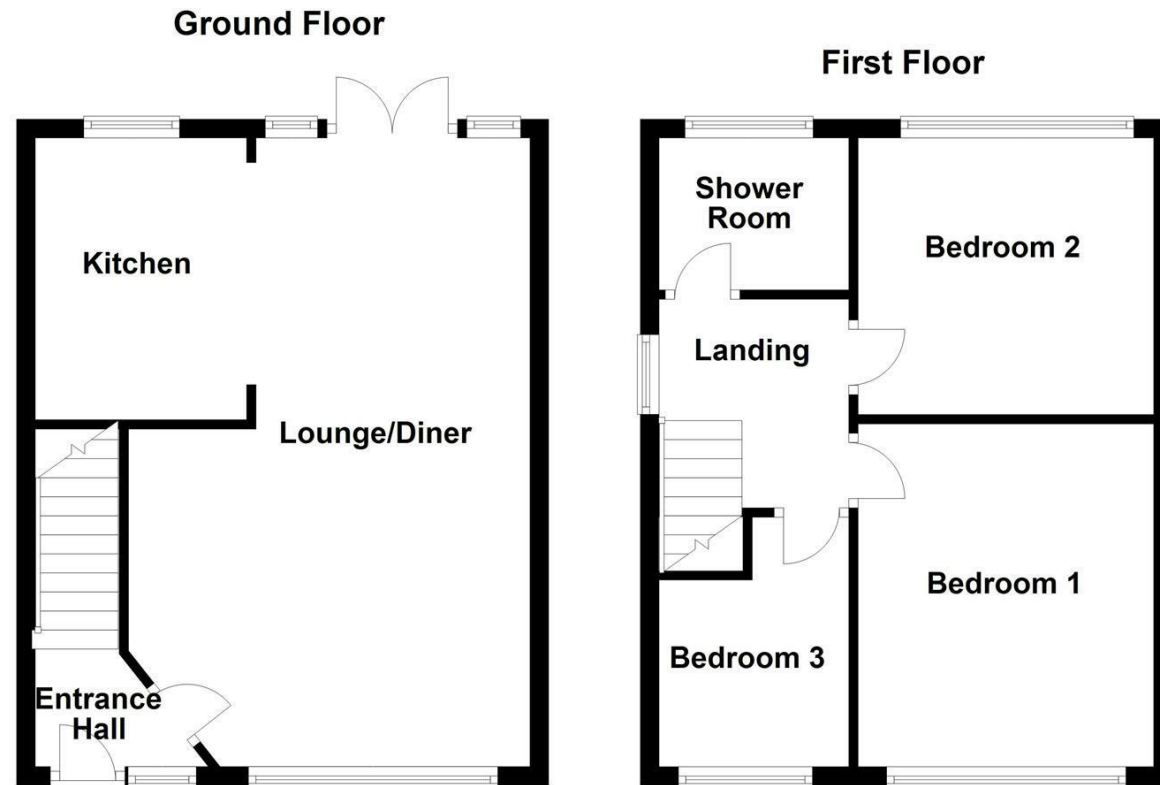 Ground Floor
Kitchen
Lounge/Diner
Entrance
Hall
First Floor
Shower
Room
Bedroom 2
Landing
Bedroom 1
Bedroom 3